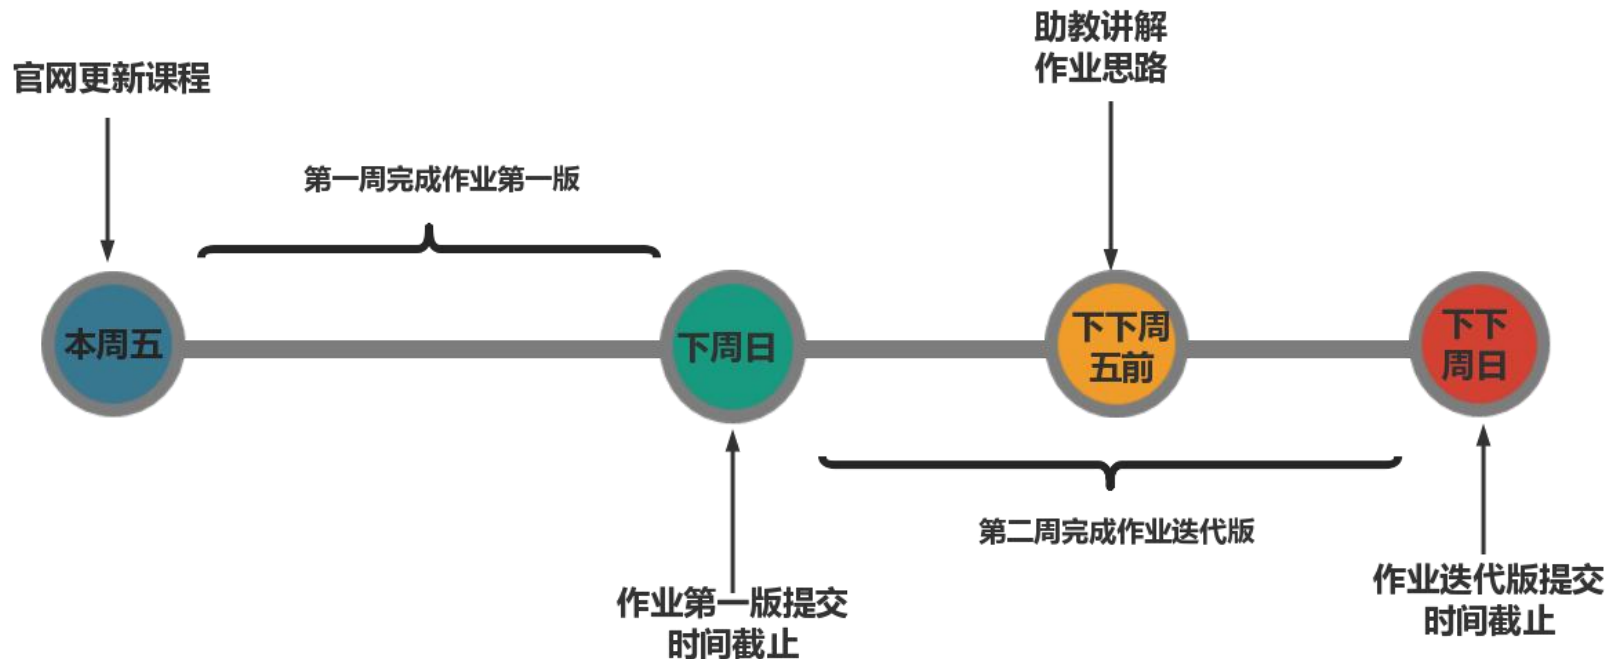 助教讲解
作业思路
官网更新课程
第一周完成作业第一版
本周五
下周日
下下周
五前
下下
周日
第二周完成作业迭代版
作业第一版提交
时间截止
作业迭代版提交
时间截止